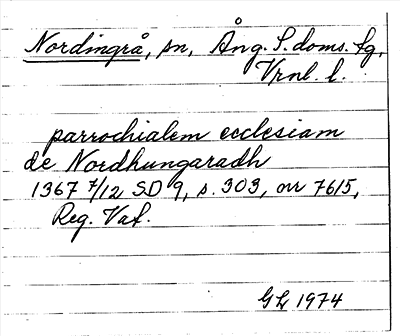 Nordingrå, sn, Ång. S. doms. fg,
Vrnl. l.
parrochialem ecclesiam
de Nordhungaradh
1367 7/12 SD 9, s. 303, nr 7615,
Reg. Vat.
GL 1974